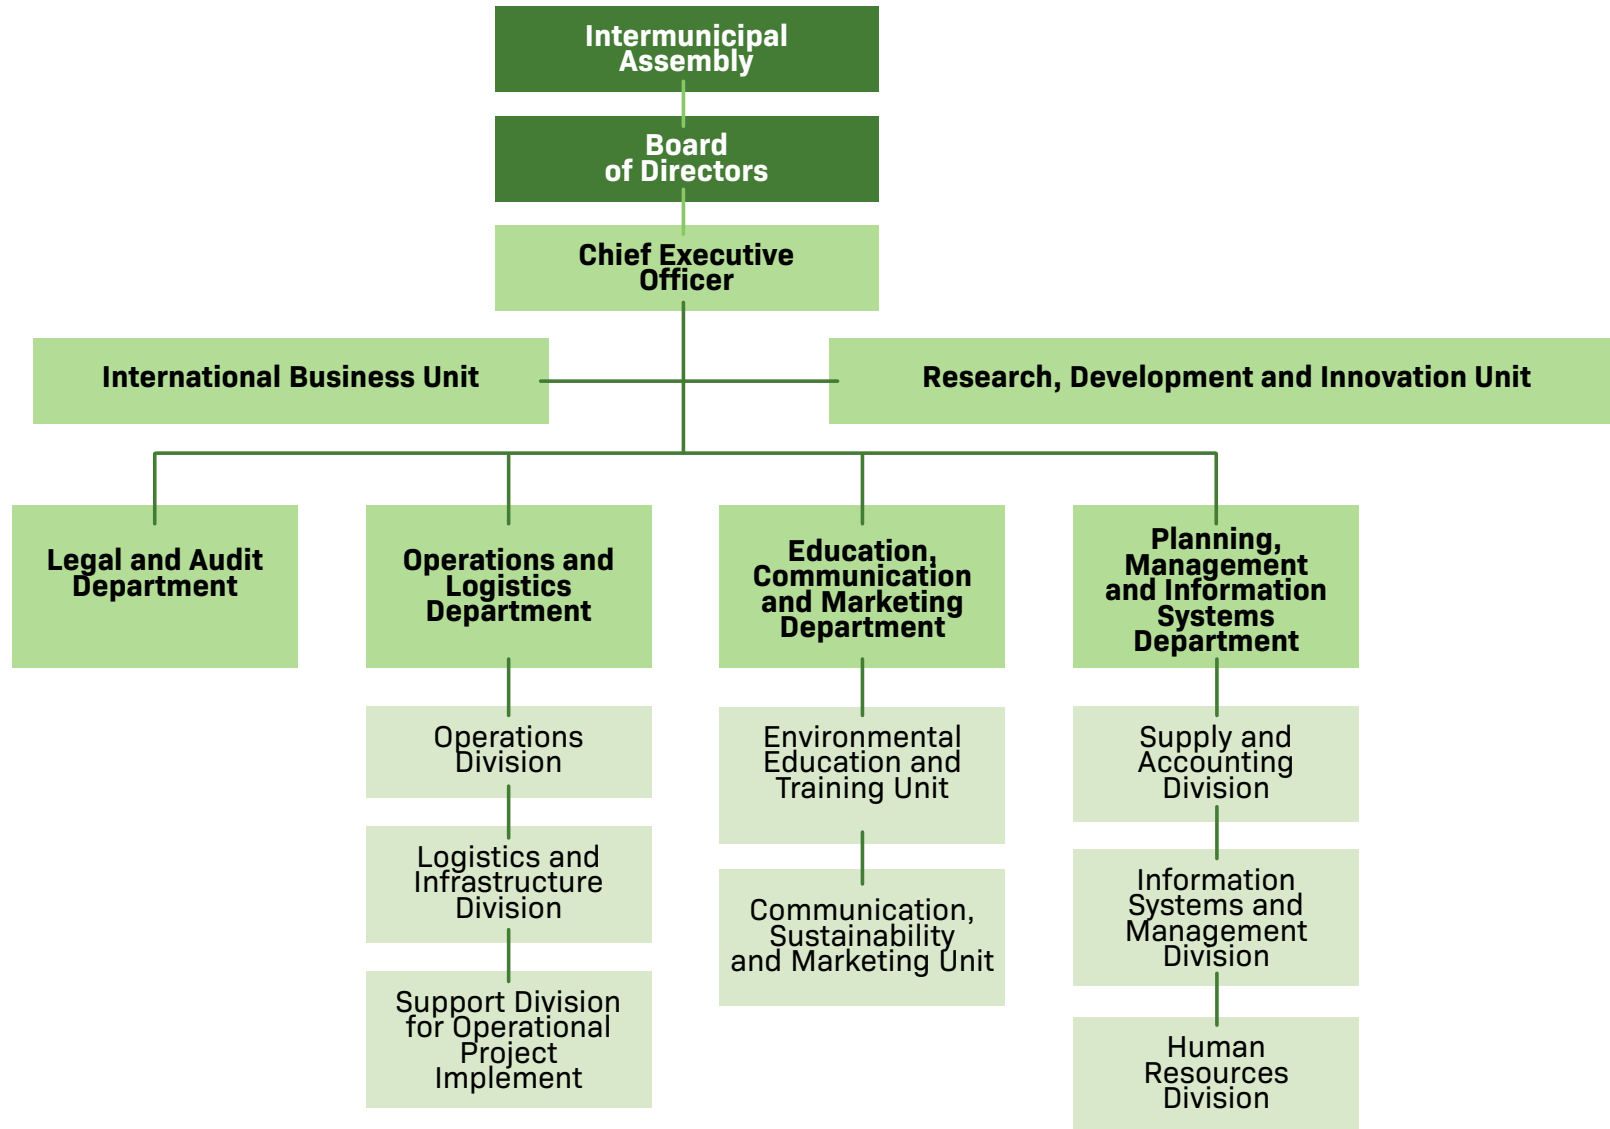 Intermunicipal
Assembly
Board
of Directors
Chief Executive
Officer
International Business Unit
Research, Development and Innovation Unit
Legal and Audit
Department
Operations and
Logistics
Department
Education,
Communication
and Marketing
Department
Planning,
Management
and Information
Systems
Department
Operations
Division
Logistics and
Infrastructure
Division
Support Division
for Operational
Project
Implement
Environmental
Education and
Training Unit
Communication,
Sustainability
and Marketing Unit
Supply and
Accounting
Division
Information
Systems and
Management
Division
Human
Resources
Division